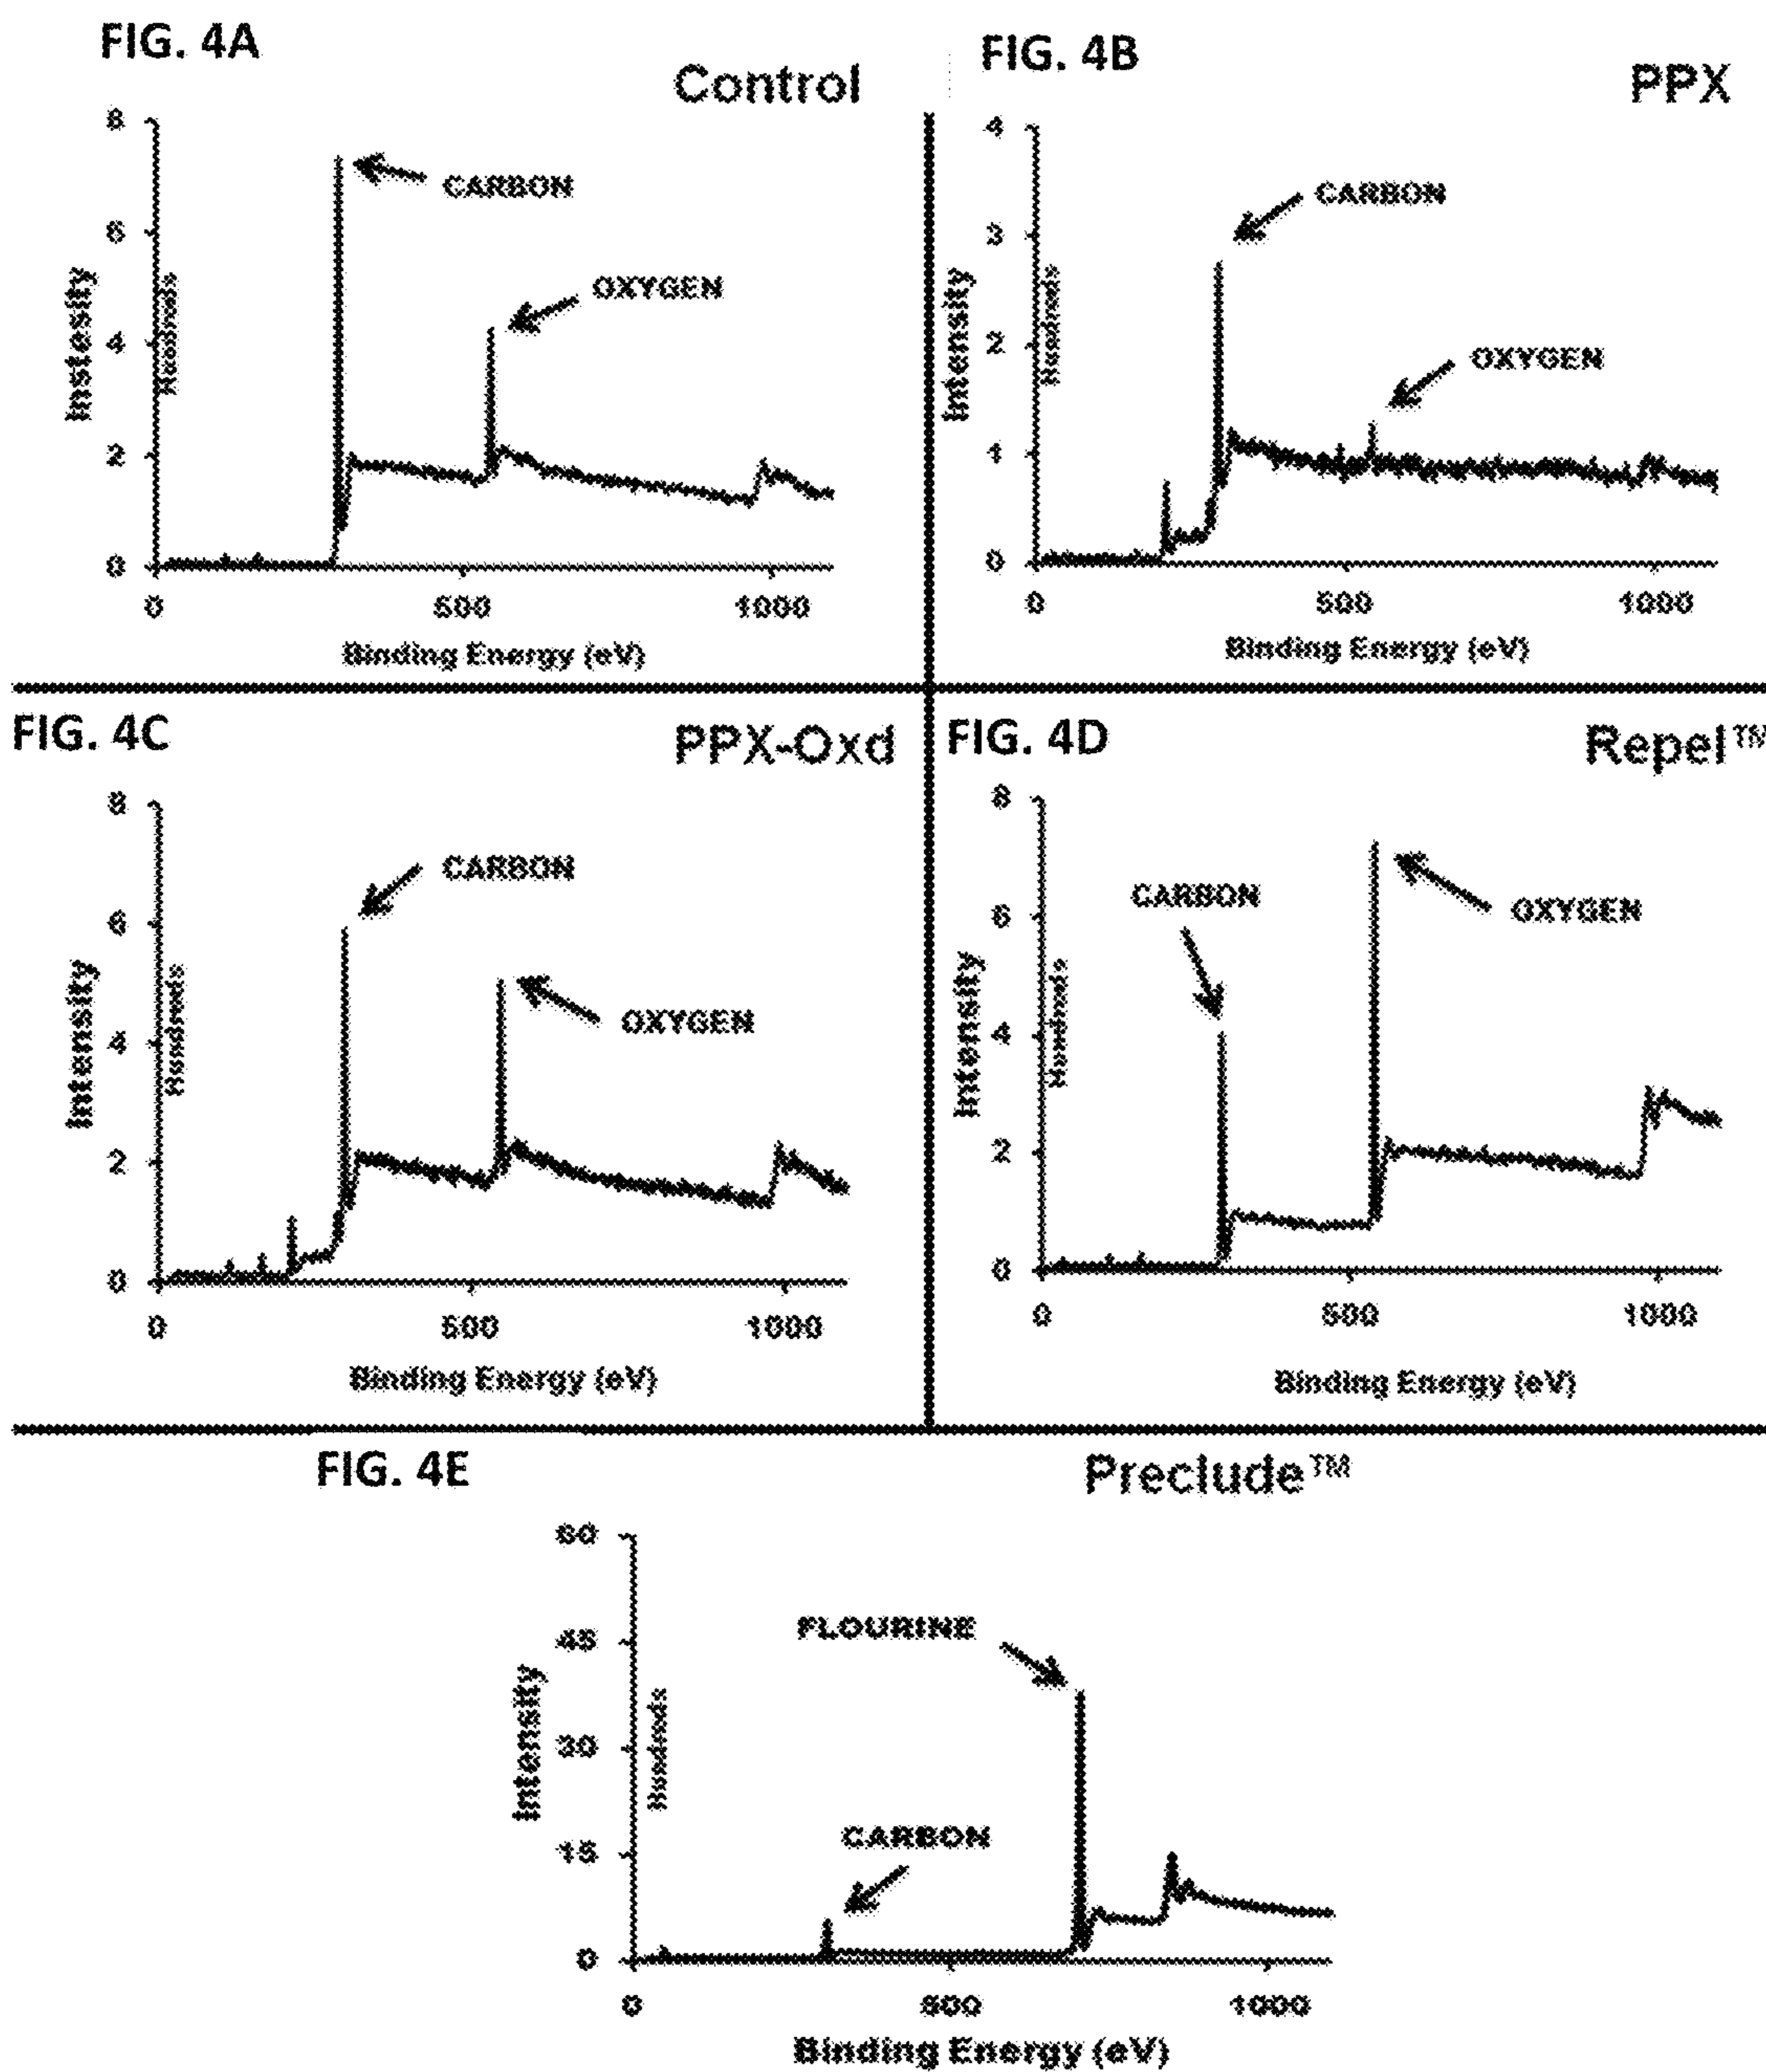 FIG. 4A
Control
8
6
4
2
0
Instesity
Hundreds
CARBON
OXYGEN
0
500
1000
Binding Energy (eV)
FIG. 4B
PPX
4
3
2
1
0
Intensity
Hundreds
CARBON
OXYGEN
0
500
1000
Binding Energy (eV)
FIG. 4C
PPX-Oxd
8
6
4
2
0
Intensity
Hundreds
CARBON
OXYGEN
0
500
1000
Binding Energy (eV)
FIG. 4D
Repel™
8
6
4
2
0
Intensity
Hundreds
CARBON
OXYGEN
0
500
1000
Binding Energy (eV)
FIG. 4E
Preclude™
60
45
30
15
0
Intensity
Hundreds
FLOURINE
CARBON
0
500
1000
Binding Energy (eV)